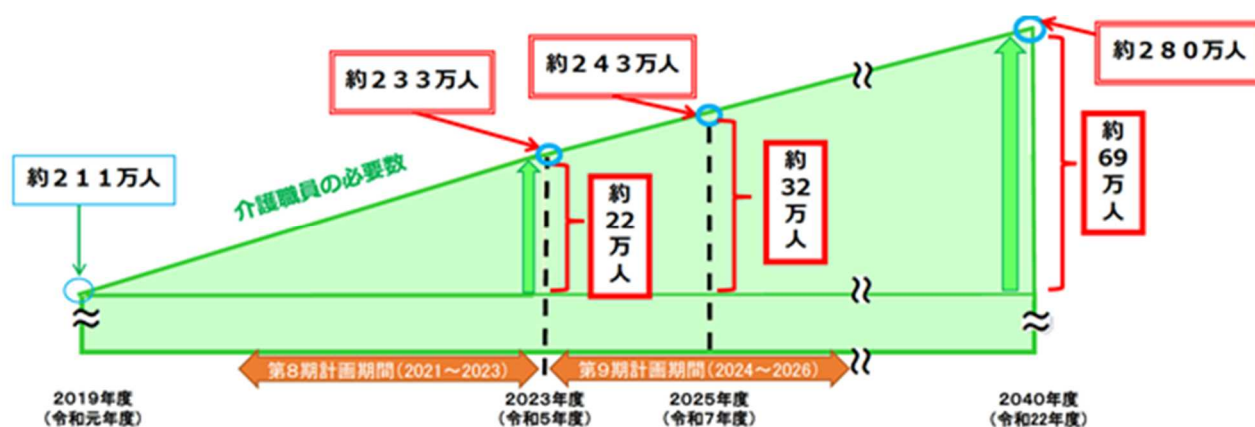 約２８０万人
約２４３万人
約２３３万人
約２１１万人
介護職員の必要数
約
22
万
人
約
32
万
人
約
69
万
人
第８期計画期間（2021～2023）
第９期計画期間（2024～2026）
2019年度
（令和元年度）
2023年度
（令和5年度）
2025年度
（令和7年度）
2040年度
（令和22年度）